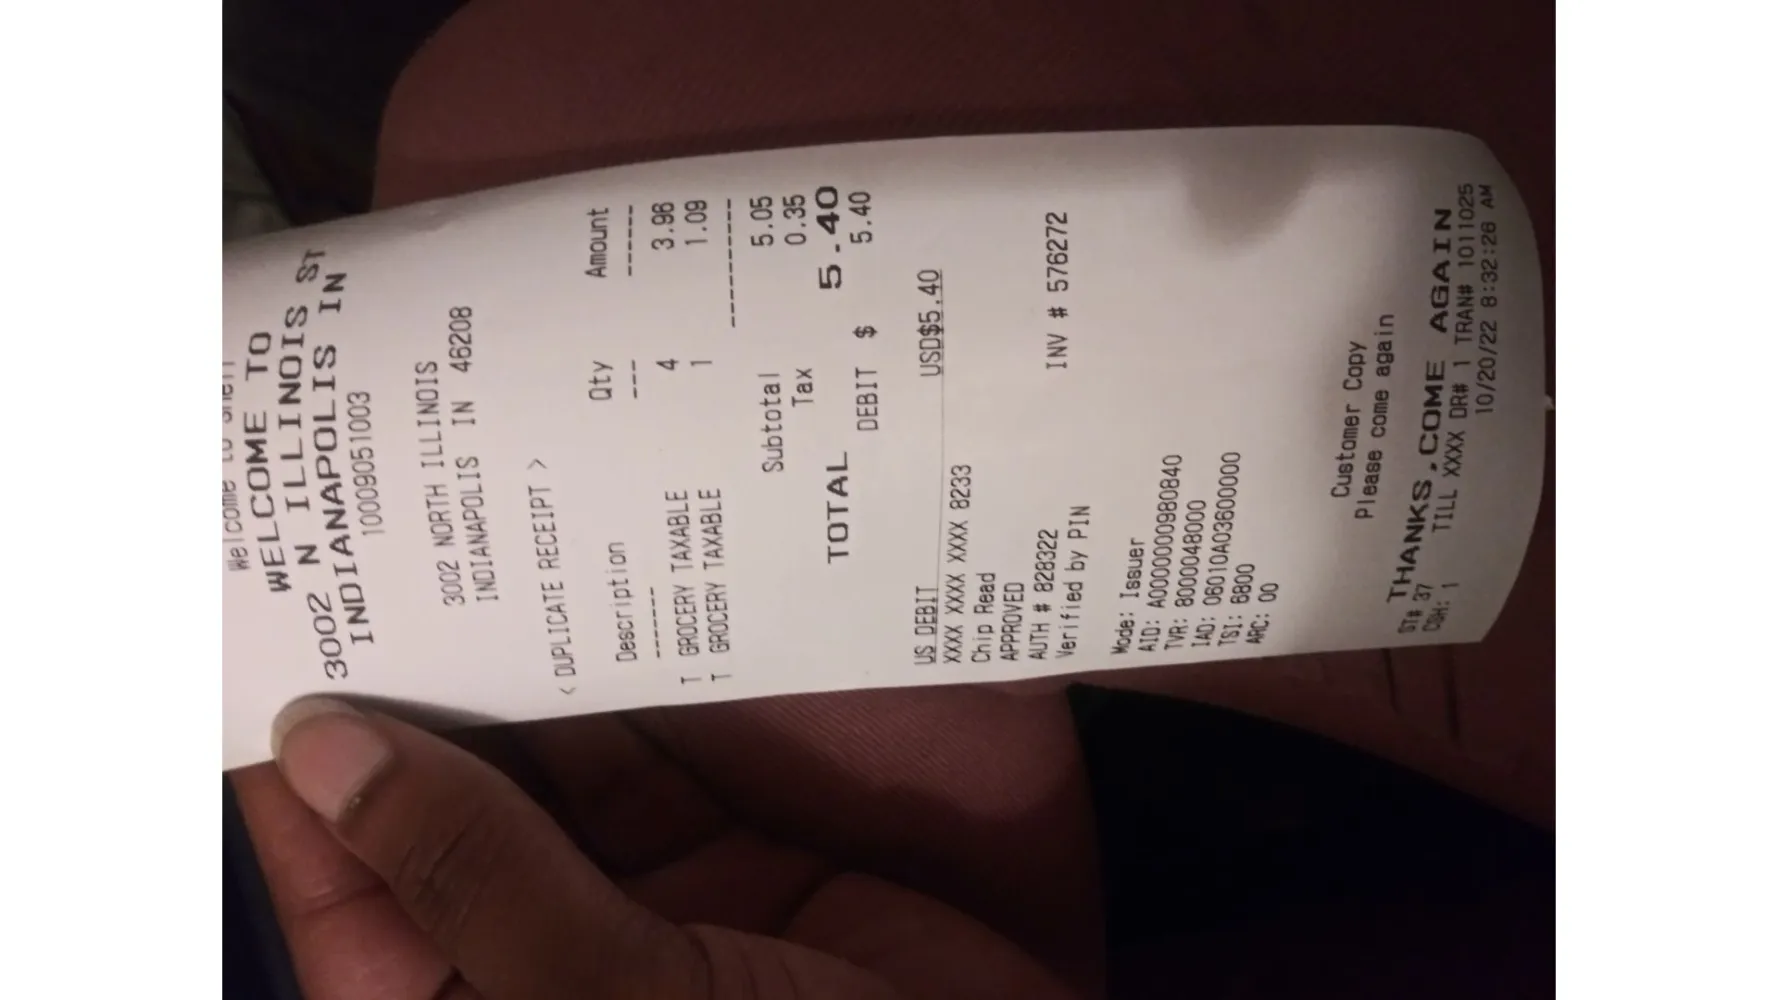 Welcome to Shell
WELCOME TO
3002 N ILLINOIS ST
INDIANAPOLIS IN
10009051003
3002 NORTH ILLINOIS
INDIANAPOLIS IN 46208
< DUPLICATE RECEIPT >
Description Qty Amount
------- --- ------
T GROCERY TAXABLE 4 3.96
T GROCERY TAXABLE 1 1.09
----------
Subtotal 5.05
Tax 0.35
TOTAL 5.40
DEBIT $ 5.40
US DEBIT USD$5.40
XXXX XXXX XXXX XXXX 8233
Chip Read
APPROVED
AUTH # 828322
Verified by PIN INV # 576272
Mode: Issuer
AID: A0000000980840
TVR: 8000048000
IAD: 06010A03600000
TSI: 6800
ARC: 00
Customer Copy
Please come again
THANKS,COME AGAIN
ST# 37 TILL XXXX DR# 1 TRAN# 1011025
CSH: 1 10/20/22 8:32:26 AM